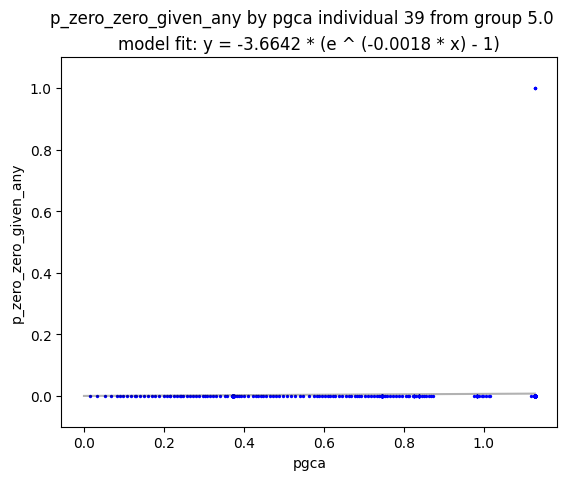 p_zero_zero_given_any by pgca individual 39 from group 5.0
model fit: y = -3.6642 * (e ^ (-0.0018 * x) - 1)
1.0
0.8
0.6
0.4
0.2
0.0
p_zero_zero_given_any
0.0 0.2 0.4 0.6 0.8 1.0
pgca